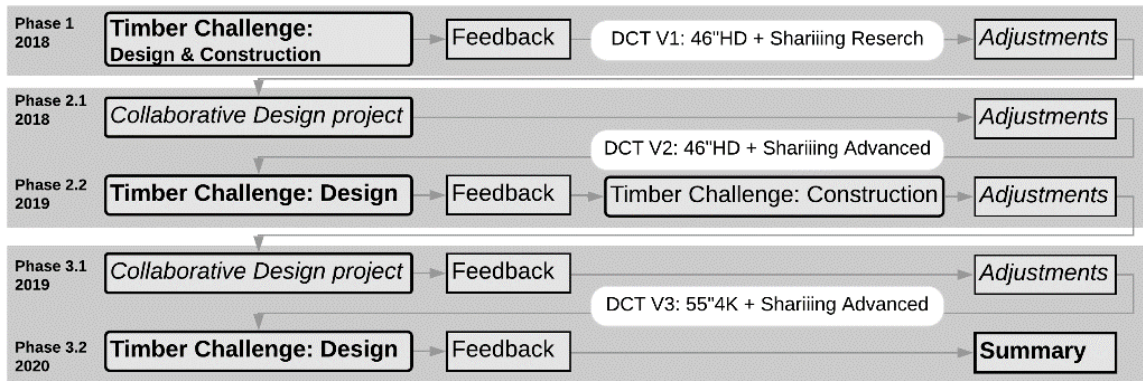 Phase 1
2018
Timber Challenge:
Design & Construction
Feedback
DCT V1: 46"HD + Shariiing Reserch
Adjustments
Phase 2.1
2018
Collaborative Design project
Adjustments
DCT V2: 46"HD + Shariiing Advanced
Phase 2.2
2019
Timber Challenge: Design
Feedback
Timber Challenge: Construction
Adjustments
Phase 3.1
2019
Collaborative Design project
Feedback
Adjustments
DCT V3: 55"4K + Shariiing Advanced
Phase 3.2
2020
Timber Challenge: Design
Feedback
Summary